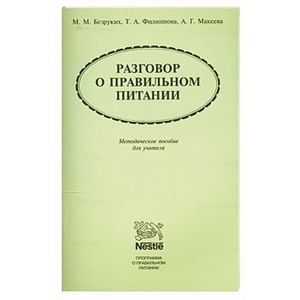 М. М. Безруких, Т. А. Филиппова, А. Г. Макеева
РАЗГОВОР
О ПРАВИЛЬНОМ
ПИТАНИИ
Методическое пособие
для учителя
Nestlé
ПРОГРАММА
О ПРАВИЛЬНОМ
ПИТАНИИ